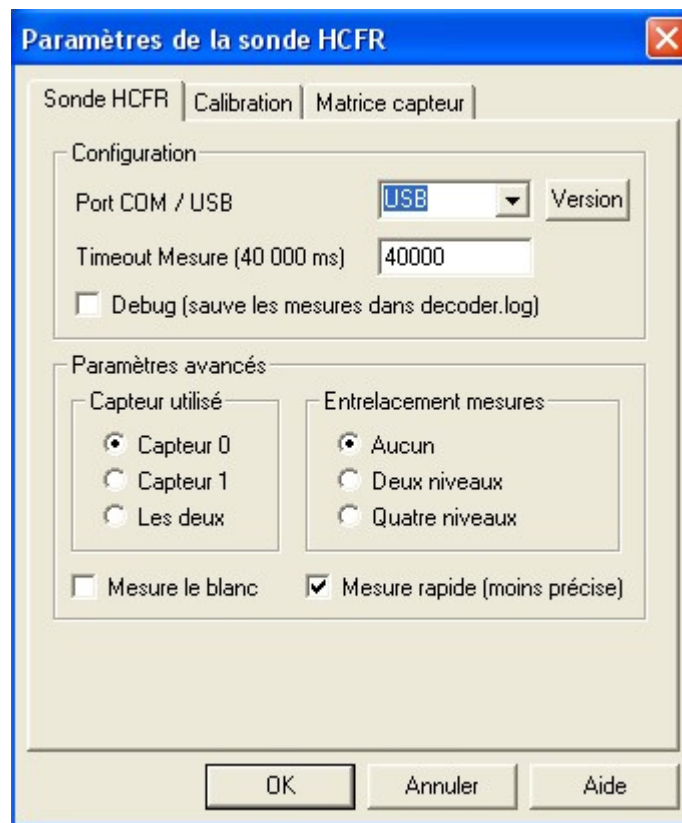 Paramètres de la sonde HCFR
Sonde HCFR Calibration Matrice capteur
Configuration
Port COM / USB USB Version
Timeout Mesure (40 000 ms) 40000
Debug (sauve les mesures dans decoder.log)
Paramètres avancés
Capteur utilisé
Capteur 0
Capteur 1
Les deux
Entrelacement mesures
Aucun
Deux niveaux
Quatre niveaux
Mesure le blanc Mesure rapide (moins précise)
OK Annuler Aide